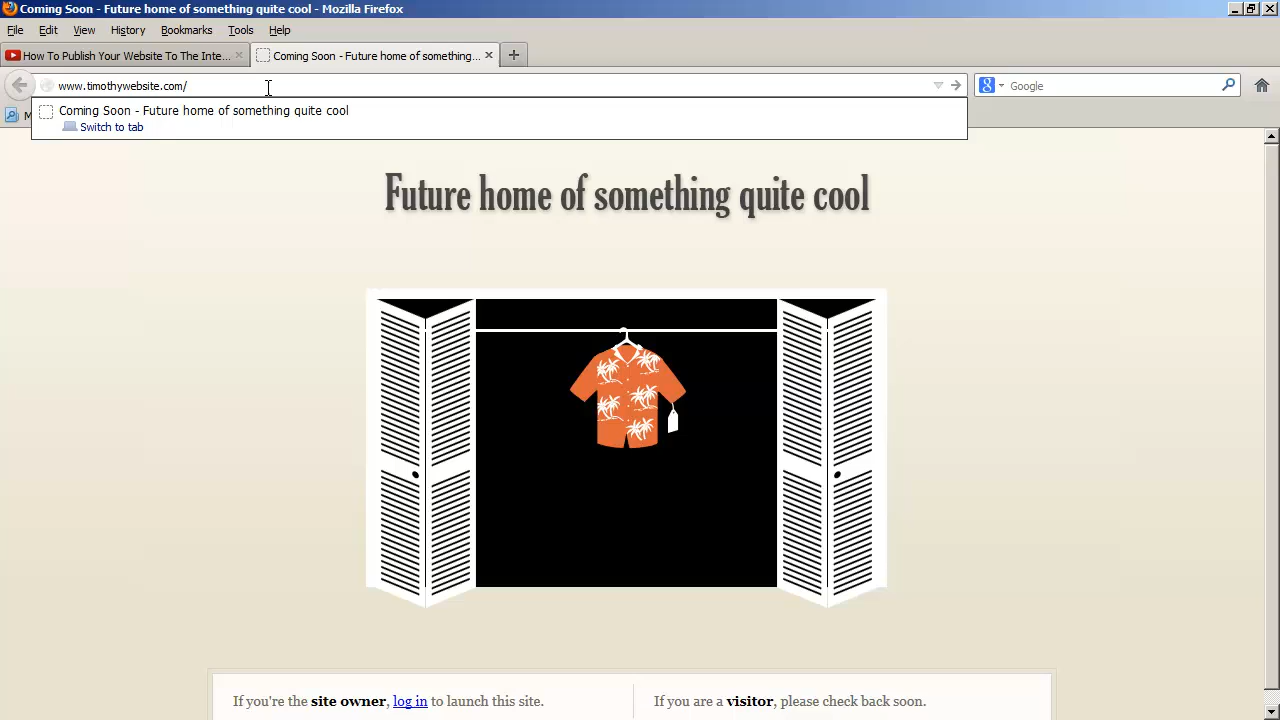 Coming Soon - Future home of something quite cool - Mozilla Firefox
File Edit View History Bookmarks Tools Help
How To Publish Your Website To The Inte... Coming Soon - Future home of something...
www.timothywebsite.com/ Google
Coming Soon - Future home of something quite cool
Switch to tab
Future home of something quite cool
If you're the site owner, log in to launch this site. If you are a visitor, please check back soon.